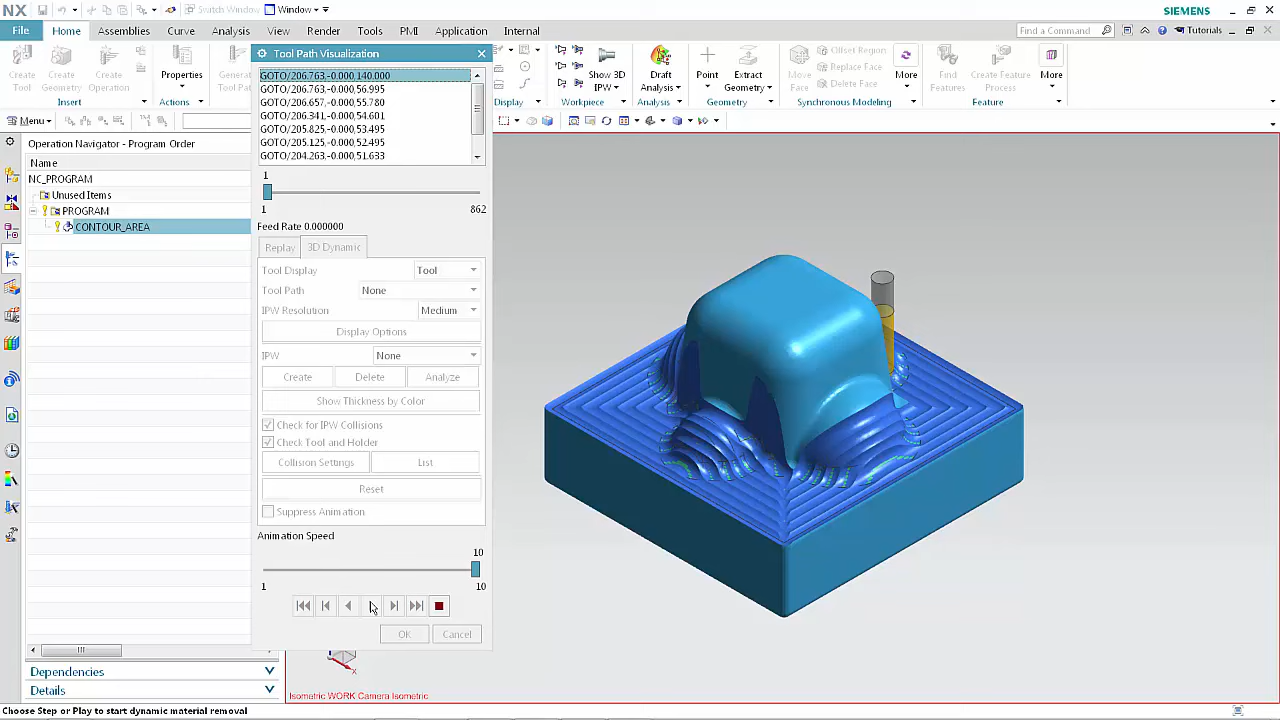 NX
Switch Window
Window
SIEMENS
File
Home
Assemblies
Curve
Analysis
View
Render
Tools
PMI
Application
Internal
Find a Command
Tutorials
Tool Path Visualization
Create
Tool
Create
Geometry
Create
Properties
Insert
Actions
Show 3D
IPW
Display
Workpiece
Draft
Analysis
Analysis
Point
Extract
Geometry
Geometry
Move
Face
Offset Region
Replace Face
Delete Face
More
Synchronous Modeling
Find
Features
Create Feature
Process
More
Feature
Menu
Operation Navigator - Program Order
Name
NC_PROGRAM
Unused Items
PROGRAM
CONTOUR_AREA
GOTO/206.763,-0.000,140.000
GOTO/206.763,-0.000,56.995
GOTO/206.657,-0.000,55.780
GOTO/206.341,-0.000,54.601
GOTO/205.825,-0.000,53.495
GOTO/205.125,-0.000,52.495
GOTO/204.263,-0.000,51.633
1
1
862
Feed Rate 0.000000
Replay
3D Dynamic
Tool Display
Tool
Tool Path
None
IPW Resolution
Medium
Display Options
IPW
None
Create
Delete
Analyze
Show Thickness by Color
Check for IPW Collisions
Check Tool and Holder
Collision Settings
List
Reset
Suppress Animation
Animation Speed
10
1
10
OK
Cancel
Dependencies
Details
X
Isometric WORK Camera Isometric
Choose Step or Play to start dynamic material removal